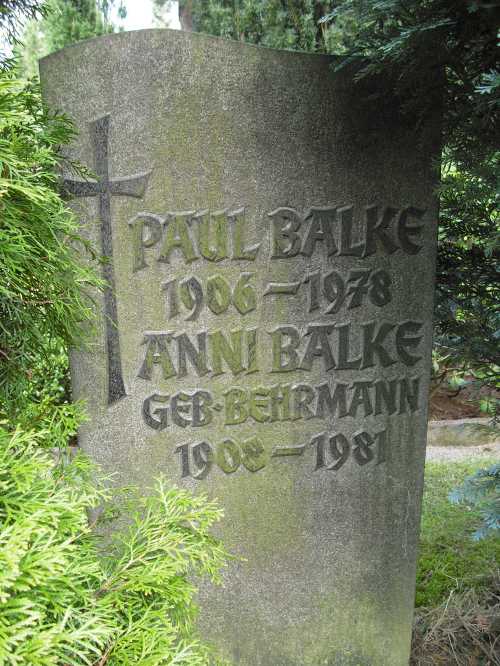 PAUL BALKE
1906-1978
ANNI BALKE
GEB·BEHRMANN
1908-1981